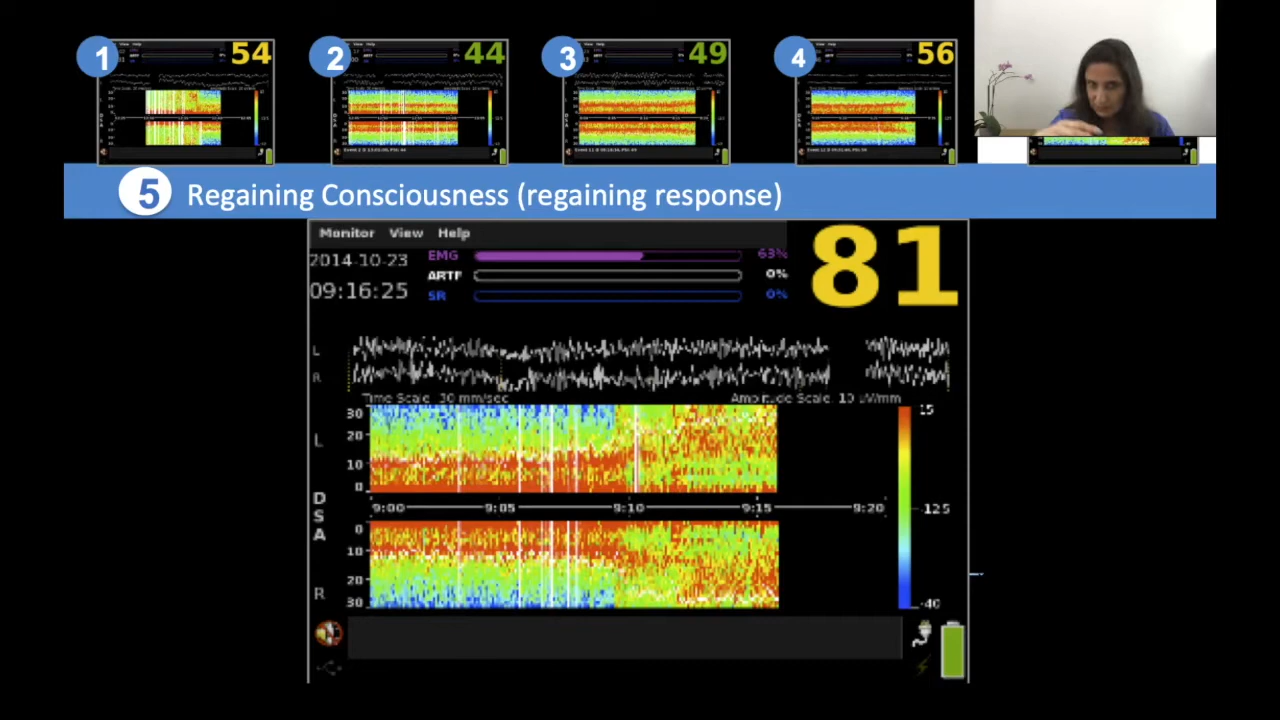 1
54
2
44
3
49
4
56
5 Regaining Consciousness (regaining response)
Monitor View Help
2014-10-23
09:16:25
EMG 63%
ARTF 0%
SR 0%
81
L
R
Time Scale, 30 mm/sec
Amplitude Scale, 10 uV/mm
30
20
10
0
L
15
-12.5
-40
9:00 9:05 9:10 9:15 9:20
DSA
0
10
20
30
R